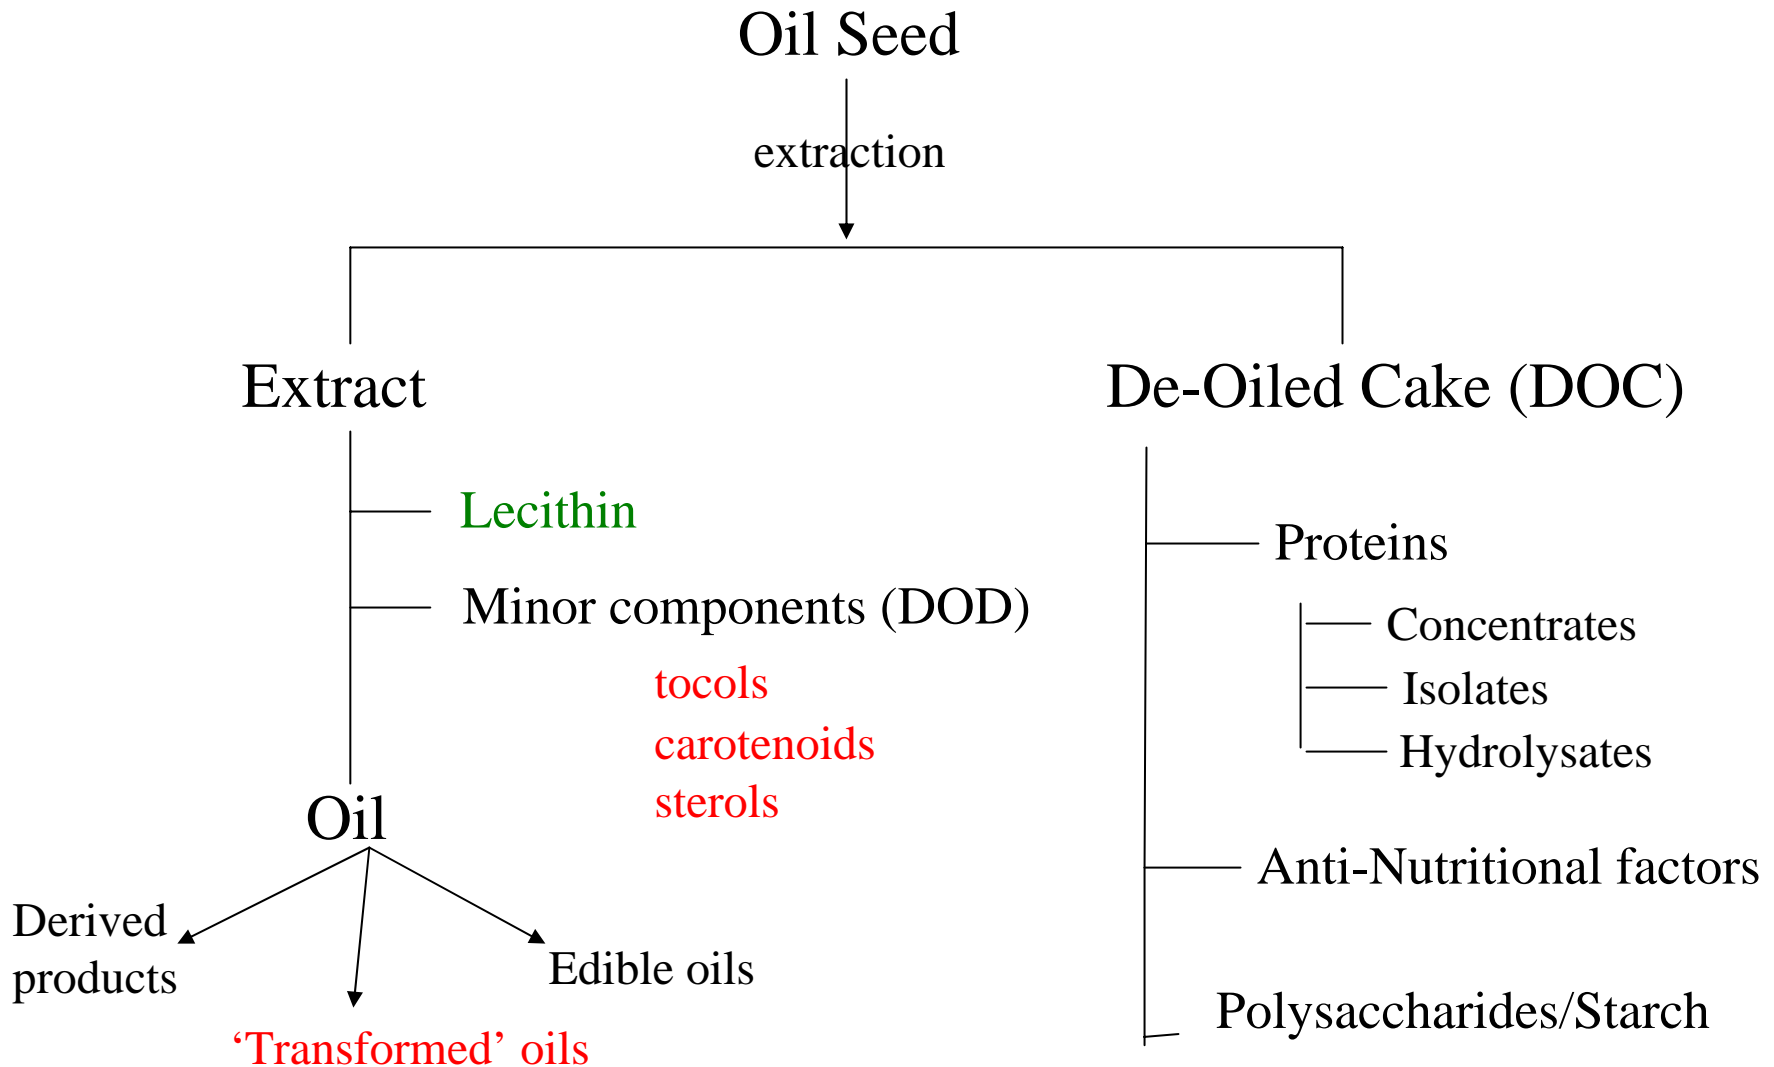 Oil Seed
extraction
Extract
De-Oiled Cake (DOC)
Lecithin
Minor components (DOD)
tocols
carotenoids
sterols
Oil
Derived
products
‘Transformed’ oils
Edible oils
Proteins
Concentrates
Isolates
Hydrolysates
Anti-Nutritional factors
Polysaccharides/Starch